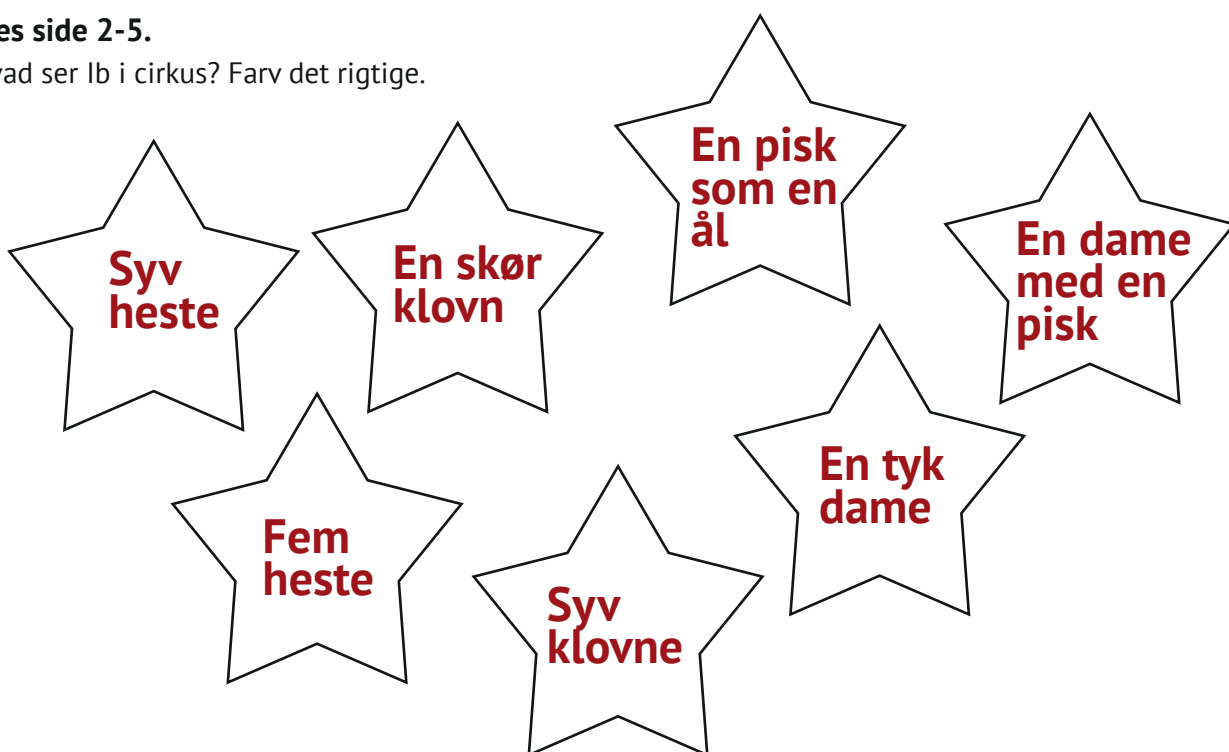 es side 2-5.
vad ser Ib i cirkus? Farv det rigtige.
Syv
heste
En skør
klovn
En pisk
som en
ål
En dame
med en
pisk
Fem
heste
Syv
klovne
En tyk
dame